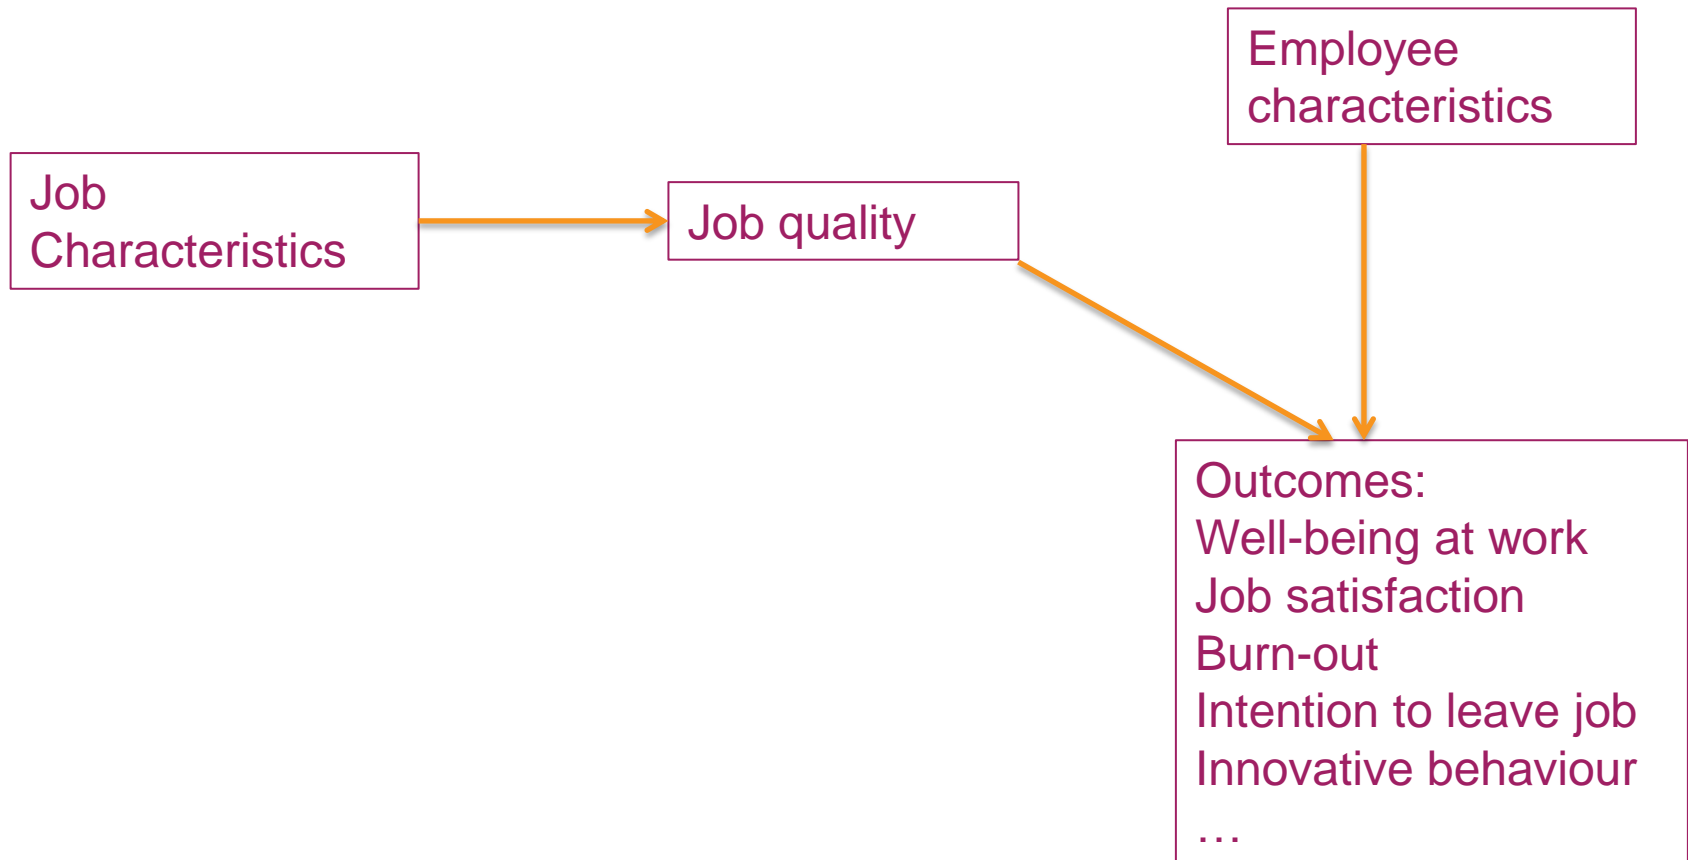 Employee
characteristics
Job
Characteristics
Job quality
Outcomes:
Well-being at work
Job satisfaction
Burn-out
Intention to leave job
Innovative behaviour
…